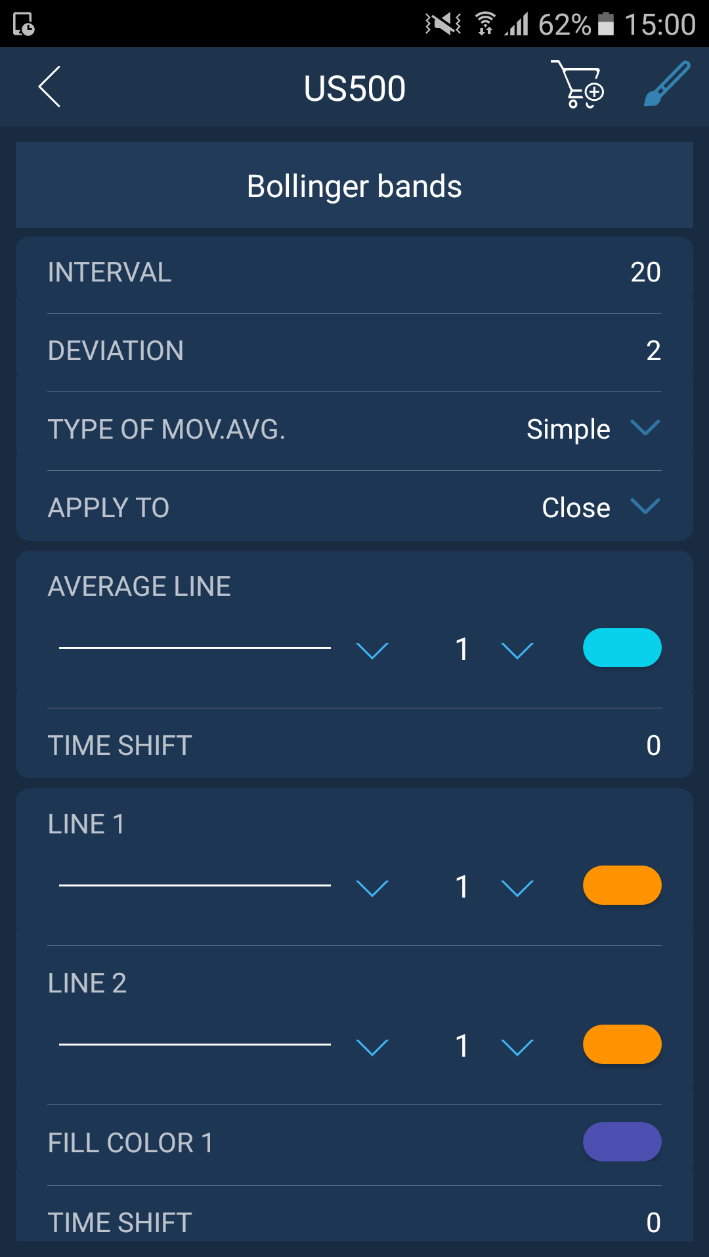 62% 15:00
US500
Bollinger bands
INTERVAL 20
DEVIATION 2
TYPE OF MOV.AVG. Simple
APPLY TO Close
AVERAGE LINE
1
TIME SHIFT 0
LINE 1
1
LINE 2
1
FILL COLOR 1
TIME SHIFT 0